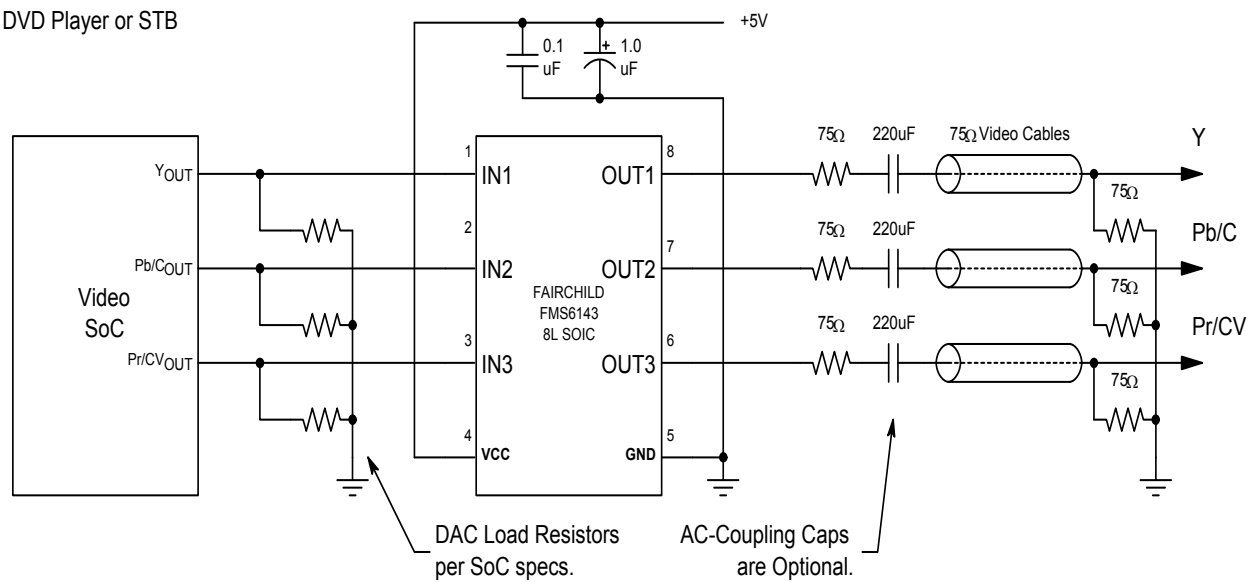 DVD Player or STB
+5V
0.1
uF
+ 1.0
uF
Video
SoC
YOUT
Pb/COUT
Pr/CVOUT
1
2
3
4
IN1
IN2
IN3
VCC
FAIRCHILD
FMS6143
8L SOIC
OUT1
OUT2
OUT3
GND
8
7
6
5
75Ω 220uF 75Ω Video Cables
Y
75Ω
75Ω 220uF
Pb/C
75Ω
75Ω 220uF
Pr/CV
75Ω
DAC Load Resistors
per SoC specs.
AC-Coupling Caps
are Optional.